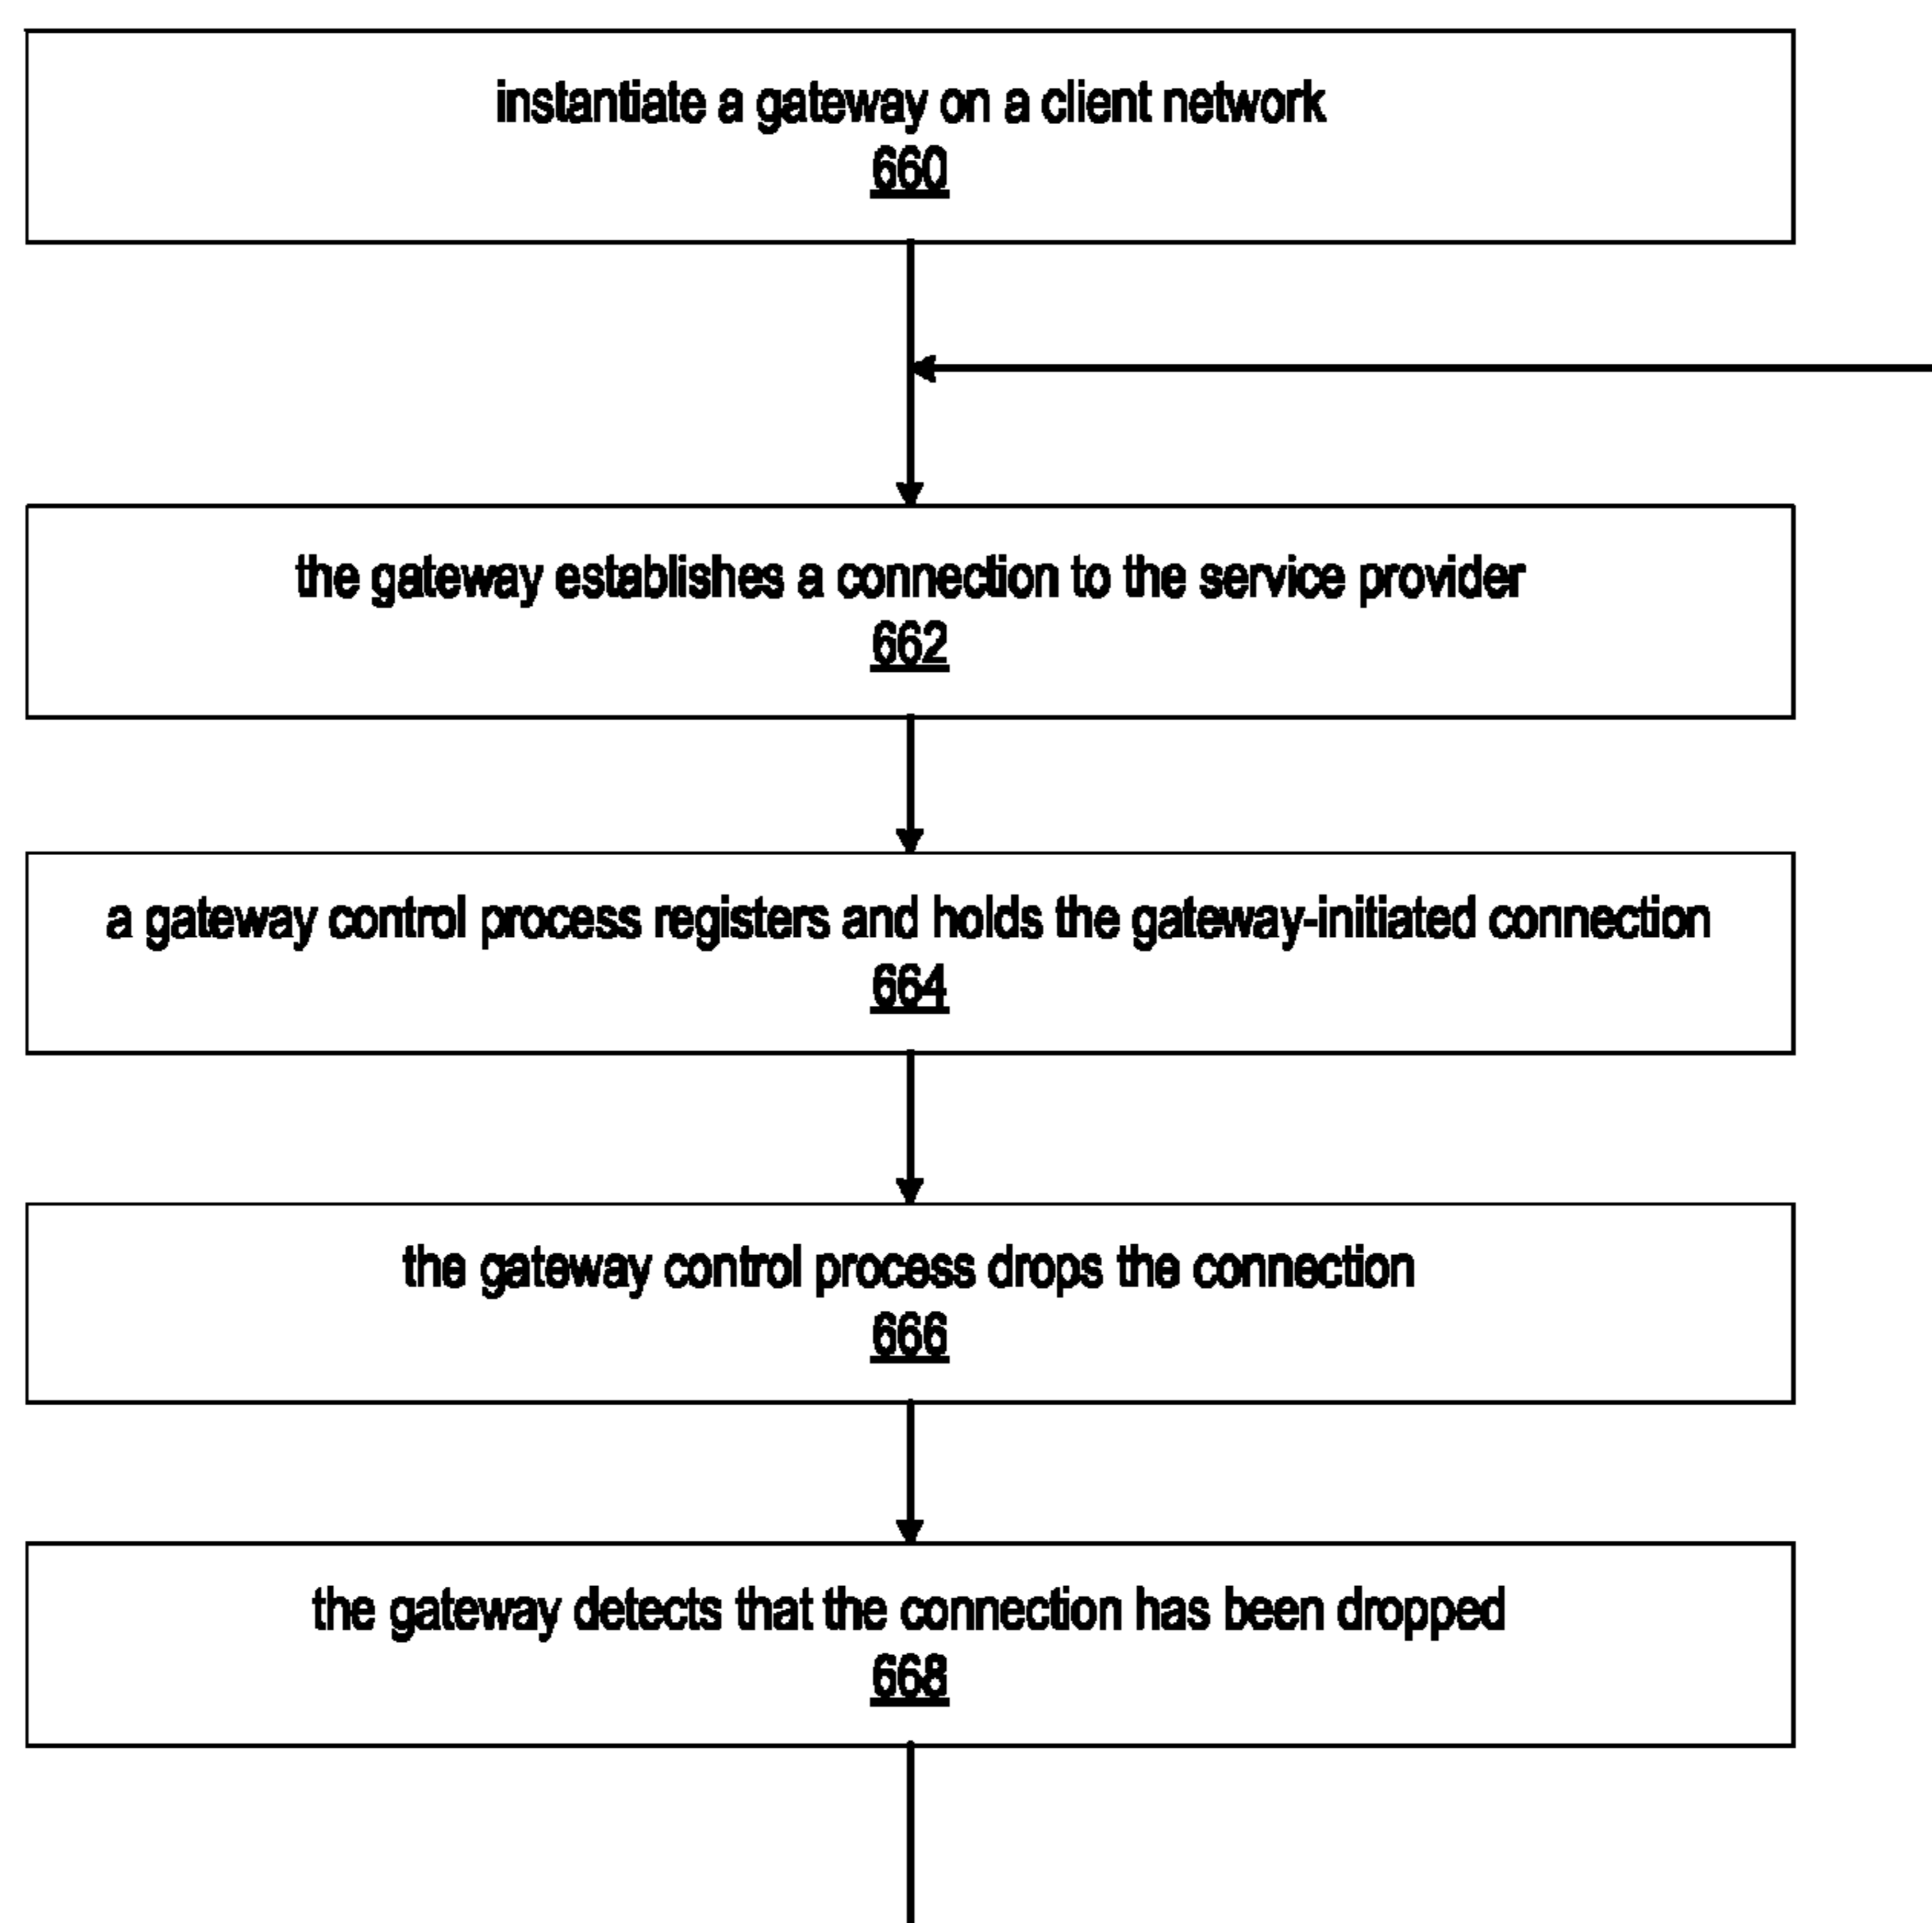 instantiate a gateway on a client network
660
the gateway establishes a connection to the service provider
662
a gateway control process registers and holds the gateway-initiated connection
664
the gateway control process drops the connection
666
the gateway detects that the connection has been dropped
668